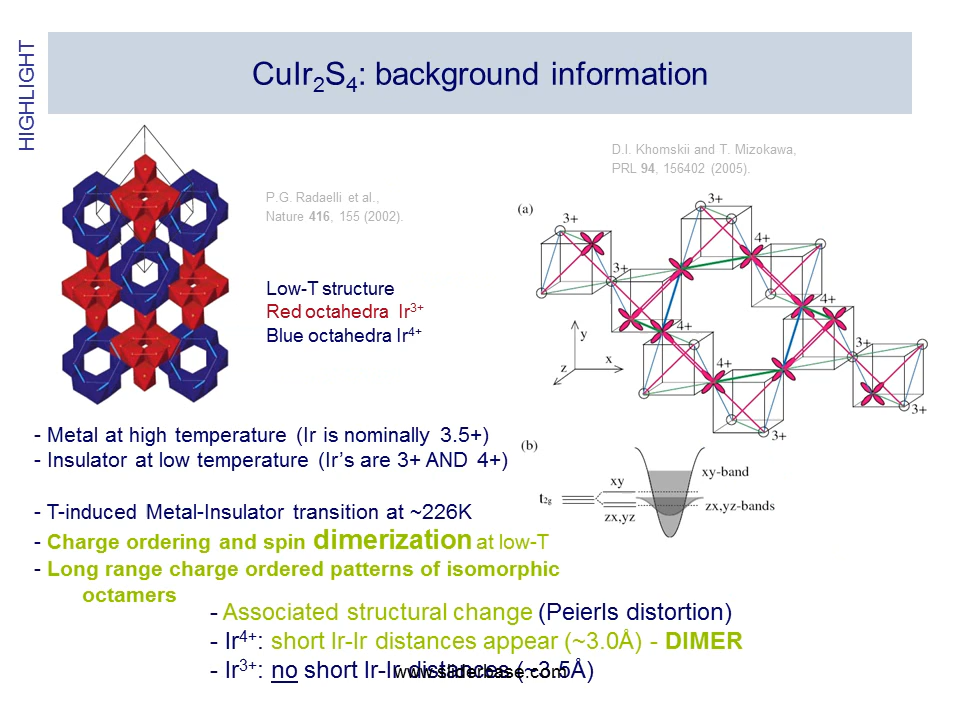 HIGHLIGHT
CuIr₂S₄: background information
D.I. Khomskii and T. Mizokawa,
PRL 94, 156402 (2005).
P.G. Radaelli et al.,
Nature 416, 155 (2002).
Low-T structure
Red octahedra Ir³⁺
Blue octahedra Ir⁴⁺
(a)
3+
3+
3+
4+
4+
4+
4+
3+
3+
3+
y
x
z
- Metal at high temperature (Ir is nominally 3.5+)
- Insulator at low temperature (Ir’s are 3+ AND 4+)
- T-induced Metal-Insulator transition at ~226K
- Charge ordering and spin dimerization at low-T
- Long range charge ordered patterns of isomorphic
octamers
(b)
t₂g
xy
zx,yz
xy-band
zx,yz-bands
- Associated structural change (Peierls distortion)
- Ir⁴⁺: short Ir-Ir distances appear (~3.0Å) - DIMER
- Ir³⁺: no short Ir-Ir distances (~3.5Å)
www.sliderbase.com